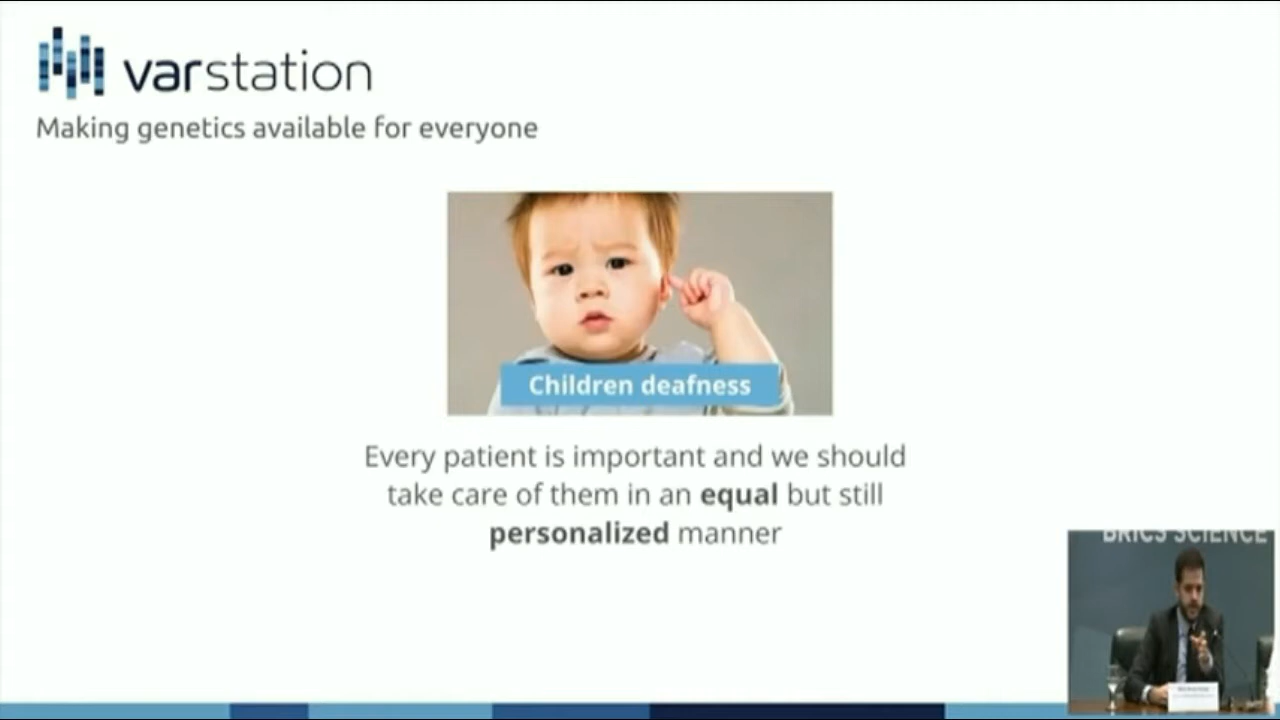 varstation
Making genetics available for everyone
Children deafness
Every patient is important and we should
take care of them in an equal but still
personalized manner
BRICS SCIENCE